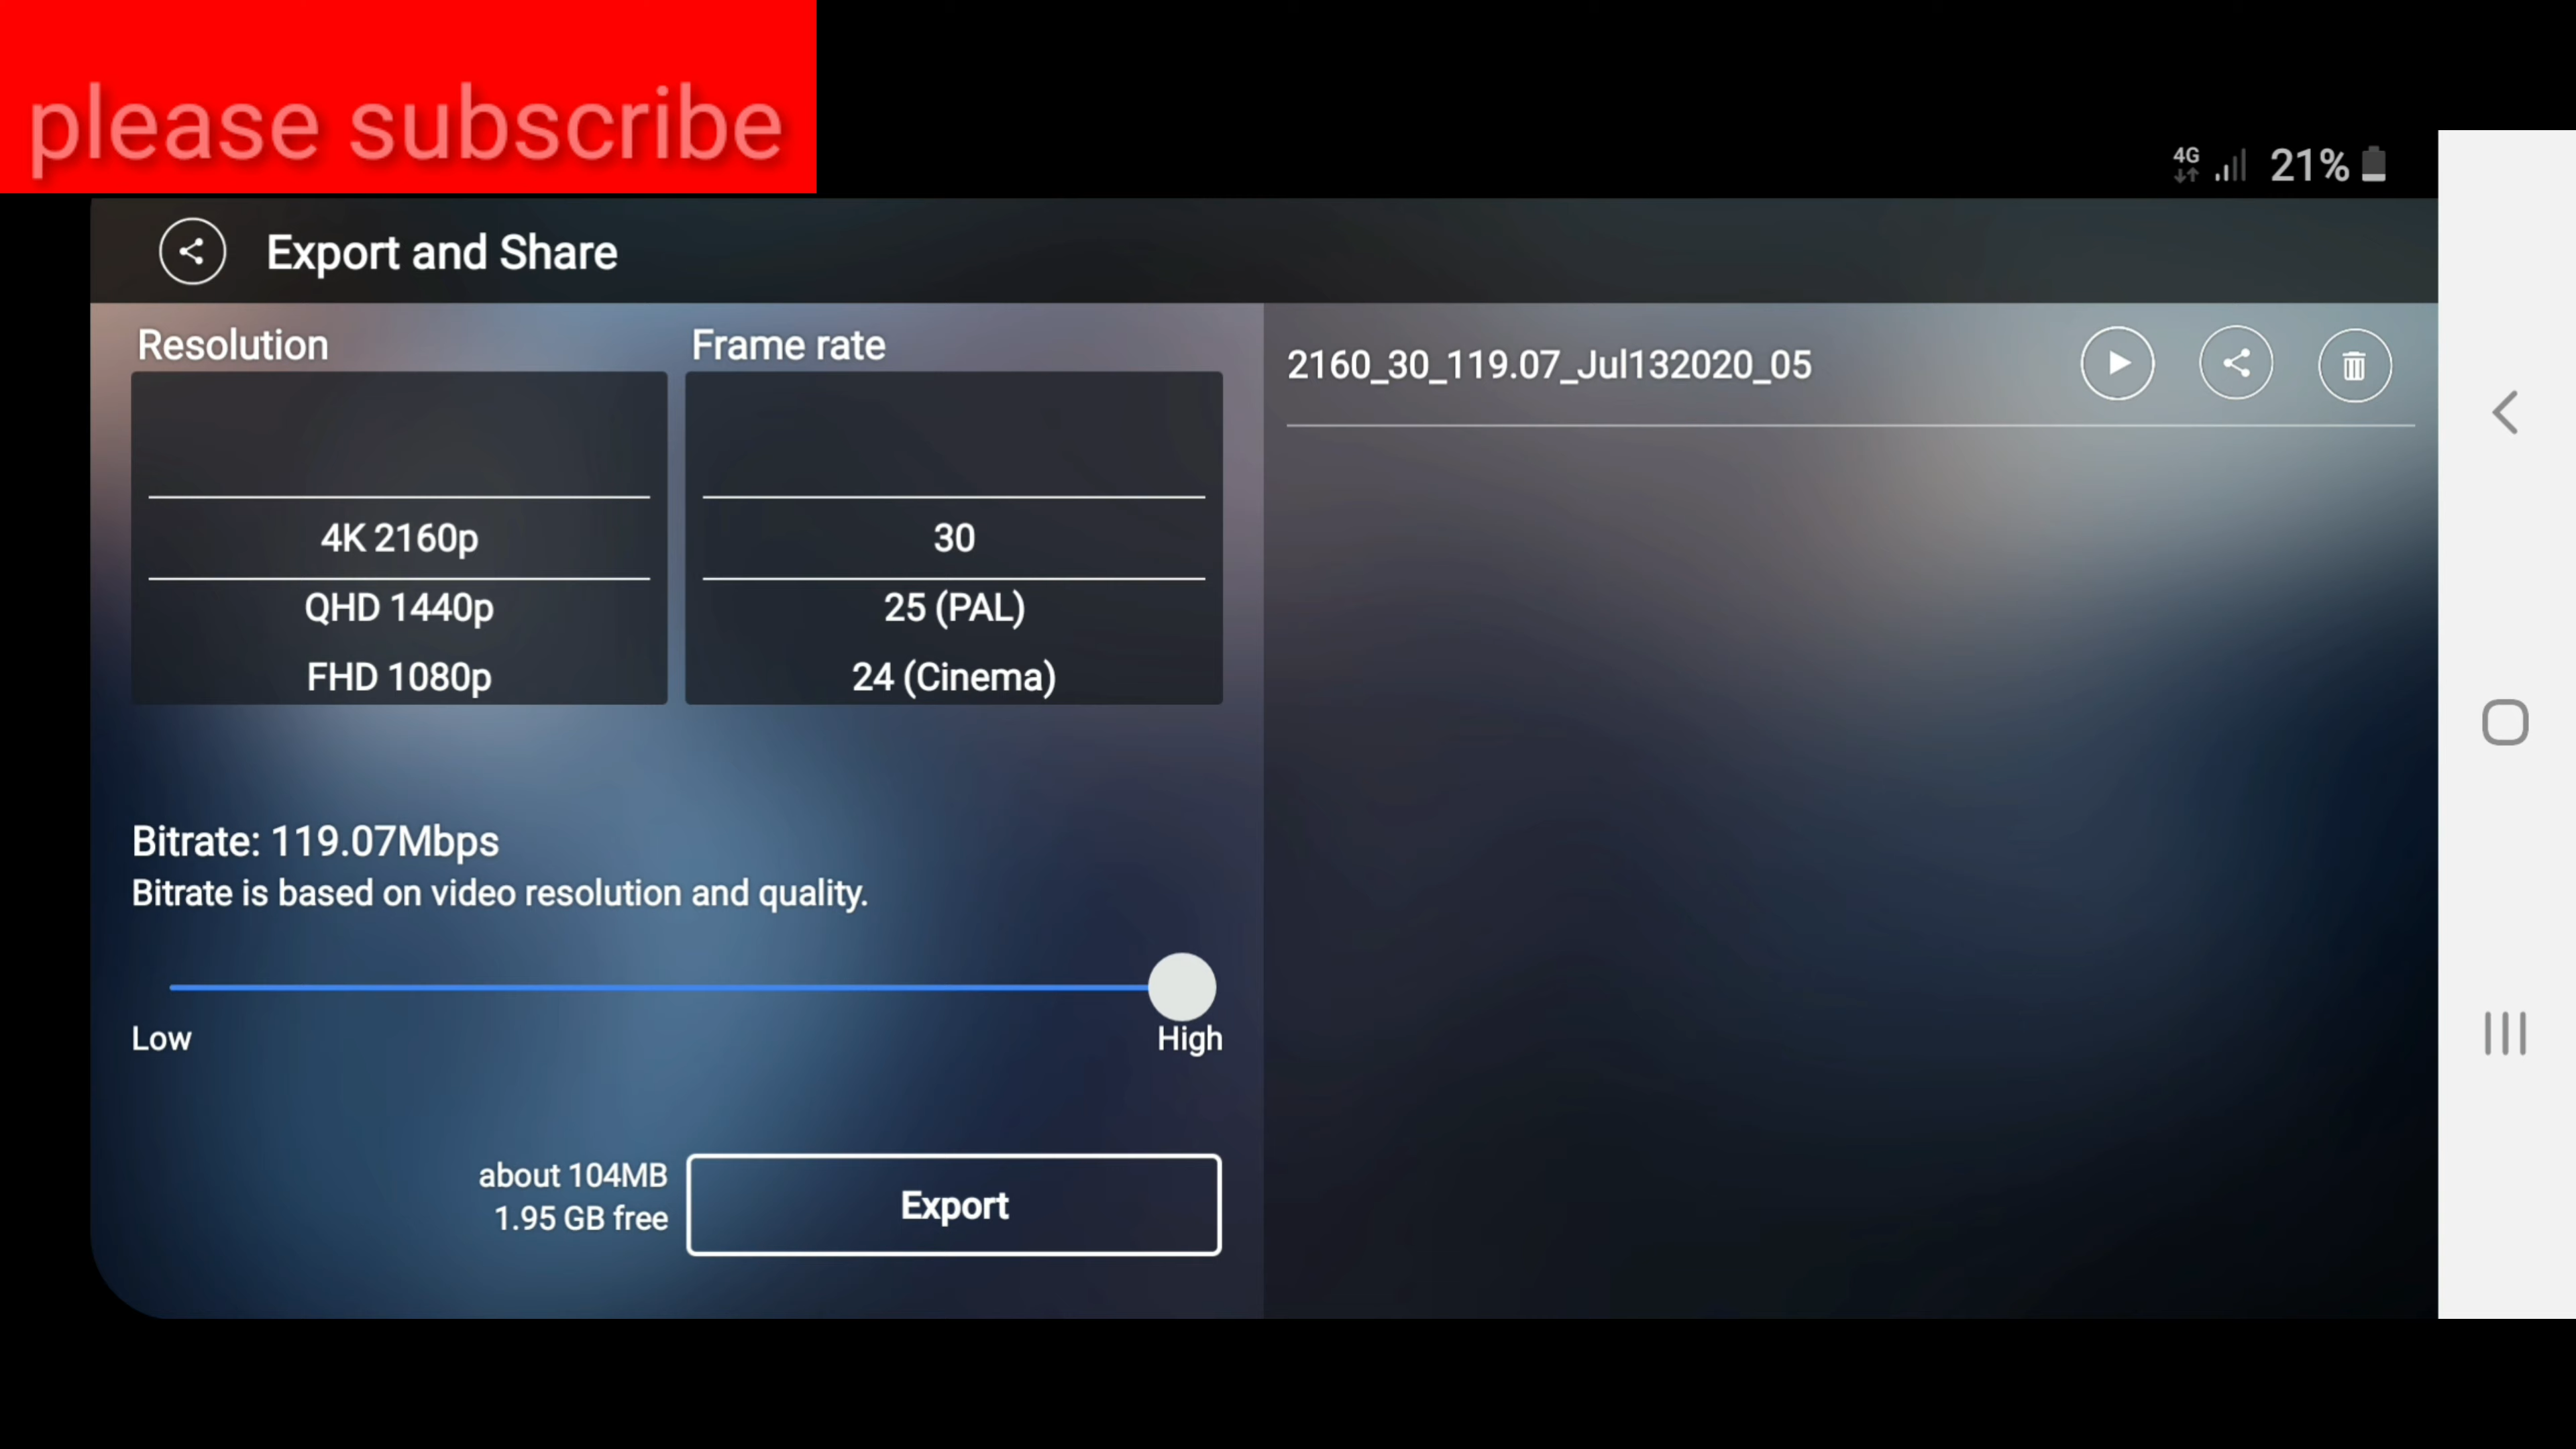 please subscribe
4G
21%
Export and Share
Resolution
4K 2160p
QHD 1440p
FHD 1080p
Frame rate
30
25 (PAL)
24 (Cinema)
Bitrate: 119.07Mbps
Bitrate is based on video resolution and quality.
Low
High
about 104MB
1.95 GB free
Export
2160_30_119.07_Jul132020_05